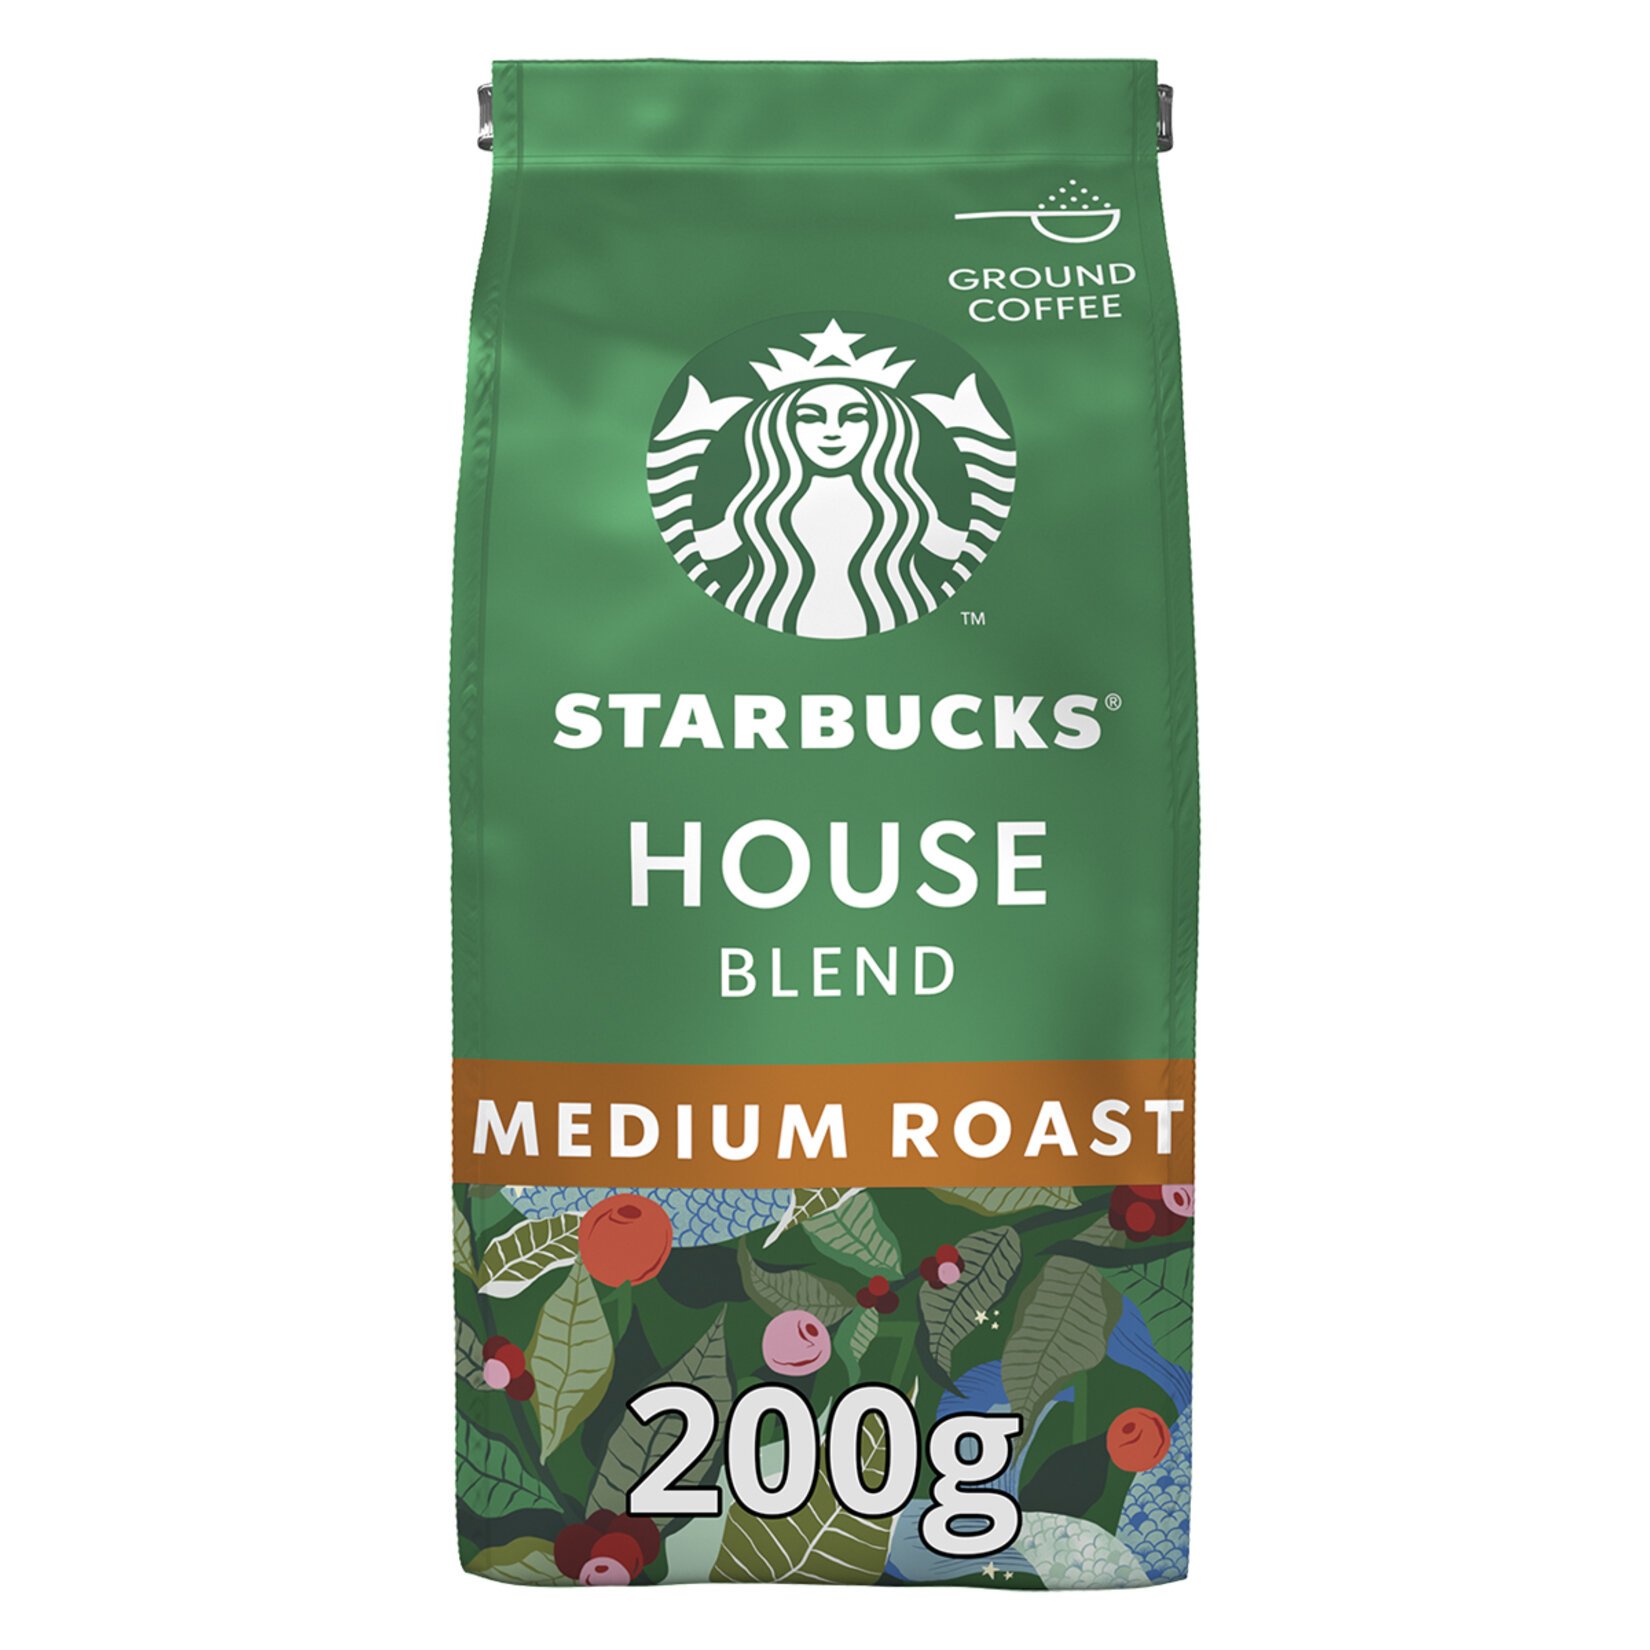 GROUND
COFFEE
TM
STARBUCKS®
HOUSE
BLEND
MEDIUM ROAST
200g